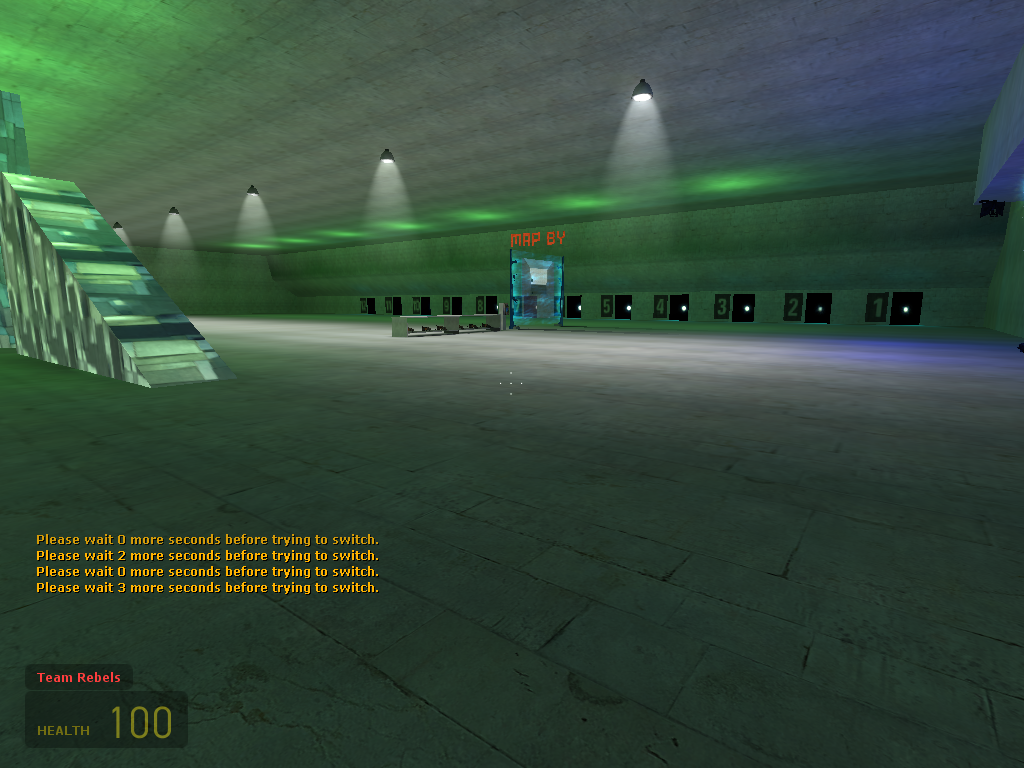 MAP BY
8
5
4
3
2
1
Please wait 0 more seconds before trying to switch.
Please wait 2 more seconds before trying to switch.
Please wait 0 more seconds before trying to switch.
Please wait 3 more seconds before trying to switch.
Team Rebels
HEALTH 100